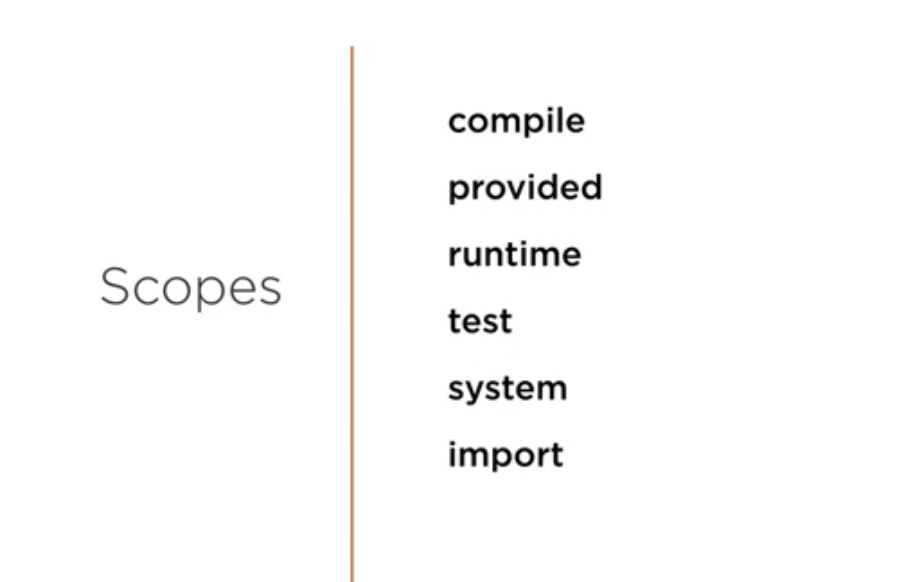 Scopes
compile
provided
runtime
test
system
import